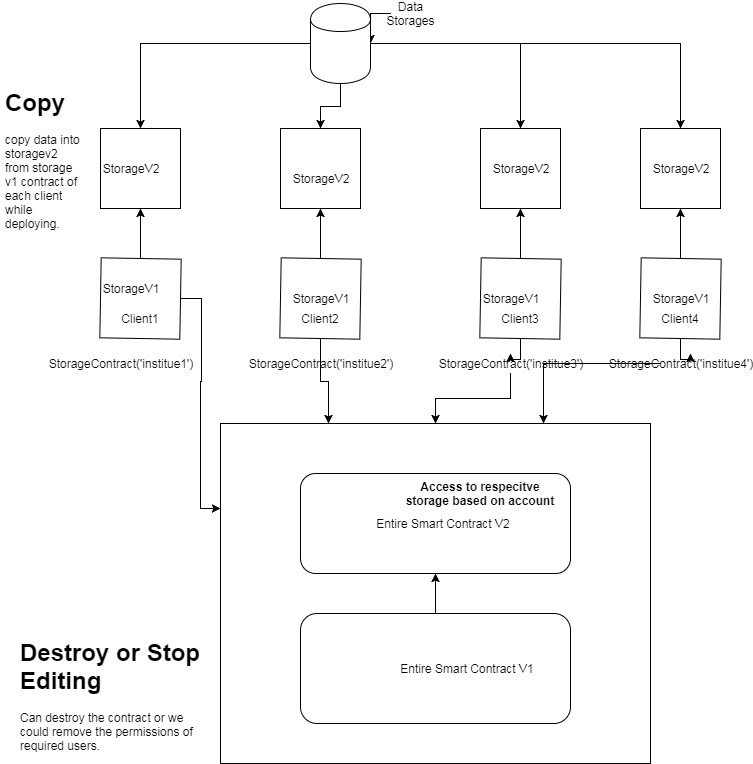 Data
Storages
Copy
copy data into
storagev2
from storage
v1 contract of
each client
while
deploying.
StorageV2
StorageV2
StorageV2
StorageV2
StorageV1
Client1
StorageV1
Client2
StorageV1
Client3
StorageV1
Client4
StorageContract('institue1')
StorageContract('institue2')
StorageContract('institue3')
StorageContract('institue4')
Access to respecitve
storage based on account
Entire Smart Contract V2
Entire Smart Contract V1
Destroy or Stop
Editing
Can destroy the contract or we
could remove the permissions of
required users.